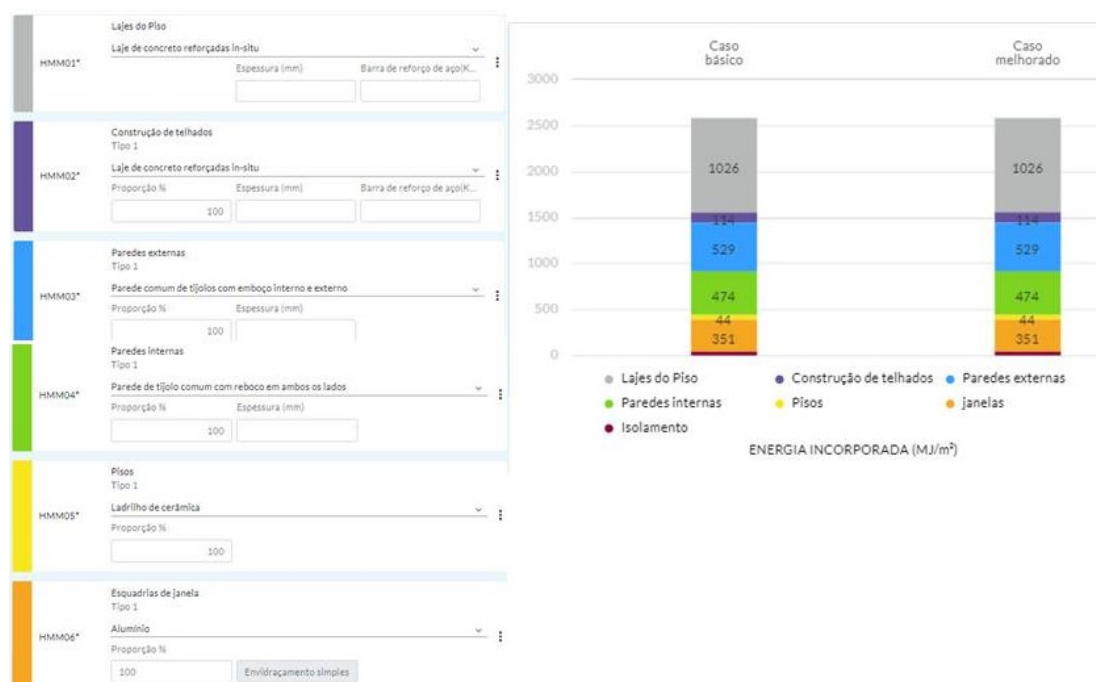 Lajes do Piso
HMM01*
Laje de concreto reforçadas in-situ
Espessura (mm) Barra de reforço de aço(K...
Construção de telhados
Tipo 1
HMM02*
Laje de concreto reforçadas in-situ
Proporção % Espessura (mm) Barra de reforço de aço(K...
100
Paredes externas
Tipo 1
HMM03*
Parede comum de tijolos com emboço interno e externo
Proporção % Espessura (mm)
100
Paredes internas
Tipo 1
HMM04*
Parede de tijolo comum com reboco em ambos os lados
Proporção % Espessura (mm)
100
Pisos
Tipo 1
HMM05*
Ladrilho de cerâmica
Proporção %
100
Esquadrias de janela
Tipo 1
HMM06*
Alumínio
Proporção %
100 Envidraçamento simples
Caso básico
Caso melhorado
3000
2500
2000
1500
1000
500
0
1026
114
529
474
44
351
1026
114
529
474
44
351
Lajes do Piso Construção de telhados Paredes externas
Paredes internas Pisos janelas
Isolamento
ENERGIA INCORPORADA (MJ/m²)